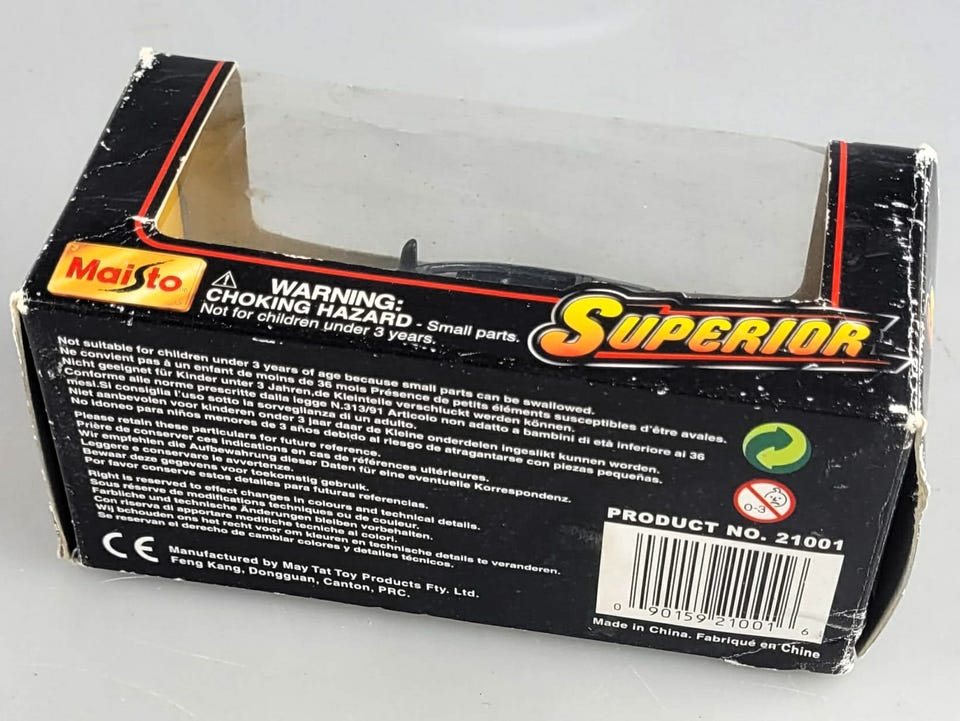 Maisto
WARNING:
CHOKING HAZARD - Small parts.
Not for children under 3 years.
SUPERIOR
Not suitable for children under 3 years of age because small parts can be swallowed.
Ne convient pas à un enfant de moins de 36 mois Présence de petits éléments susceptibles d'être avales.
Nicht geeignet für Kinder unter 3 Jahren,de Kleinteile verschluckt werden können.
Conforme alle norme pescritte dalla logge N.313/91 Articolo non adatto a bambini di età inferiore ai 36
mesi.Si consiglia l'uso sotto la sorveglianza di un adulto.
niet aanbevolen voor kinderen onder 3 jaar daar de Kleine onderdelen ingeslikt kunnen worden.
No Idoneo para niños menores de 3 años debido al riesgo de atragantarse con piezas pequeñas.
Please retain these particulars for future reference.
Prière de conserver ces indications en cas de références ultérieures.
Wir empfehlen die Aufbewahrung dieser Daten für eine eventuelle Korrespondenz.
Leggere e conservare le avvertenze.
Bewaar deze gegevens voor toekomstig gebruik.
Por favor conserve estos detalles para futuras referencias.
Right is reserved to effect changes in colours and technical details.
Sous réserve de modifications techniques ou de couleur.
Farbliche und technische Änderungen bleiben vorbehalten.
Con riserva di apportare modifiche tecniche al colori.
Wij bchouden ons het recht voor om kleuren en technische details te veranderen.
Se reservan el derecho de cambiar colores y detalles técnicos.
CE
Manufactured by May Tat Toy Products Fty. Ltd.
Feng Kang, Dongguan, Canton, PRC.
0-3
PRODUCT NO. 21001
0 90159 21001 6
Made in China. Fabriqué en Chine